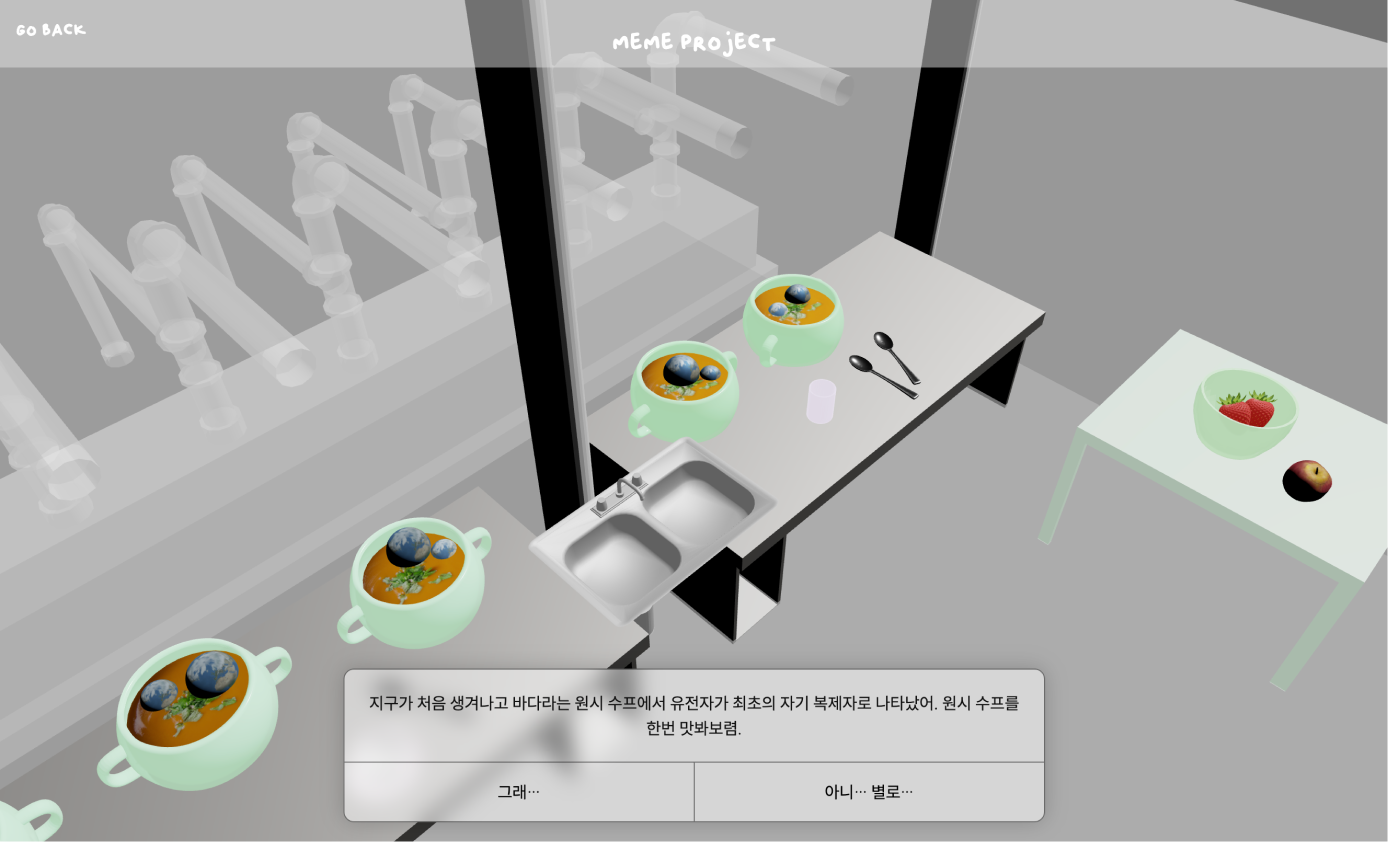 GO BACK
MEME PROJECT
지구가 처음 생겨나고 바다라는 원시 수프에서 유전자가 최초의 자기 복제자로 나타났어. 원시 수프를
한번 맛봐보렴.
그래…
아니… 별로…